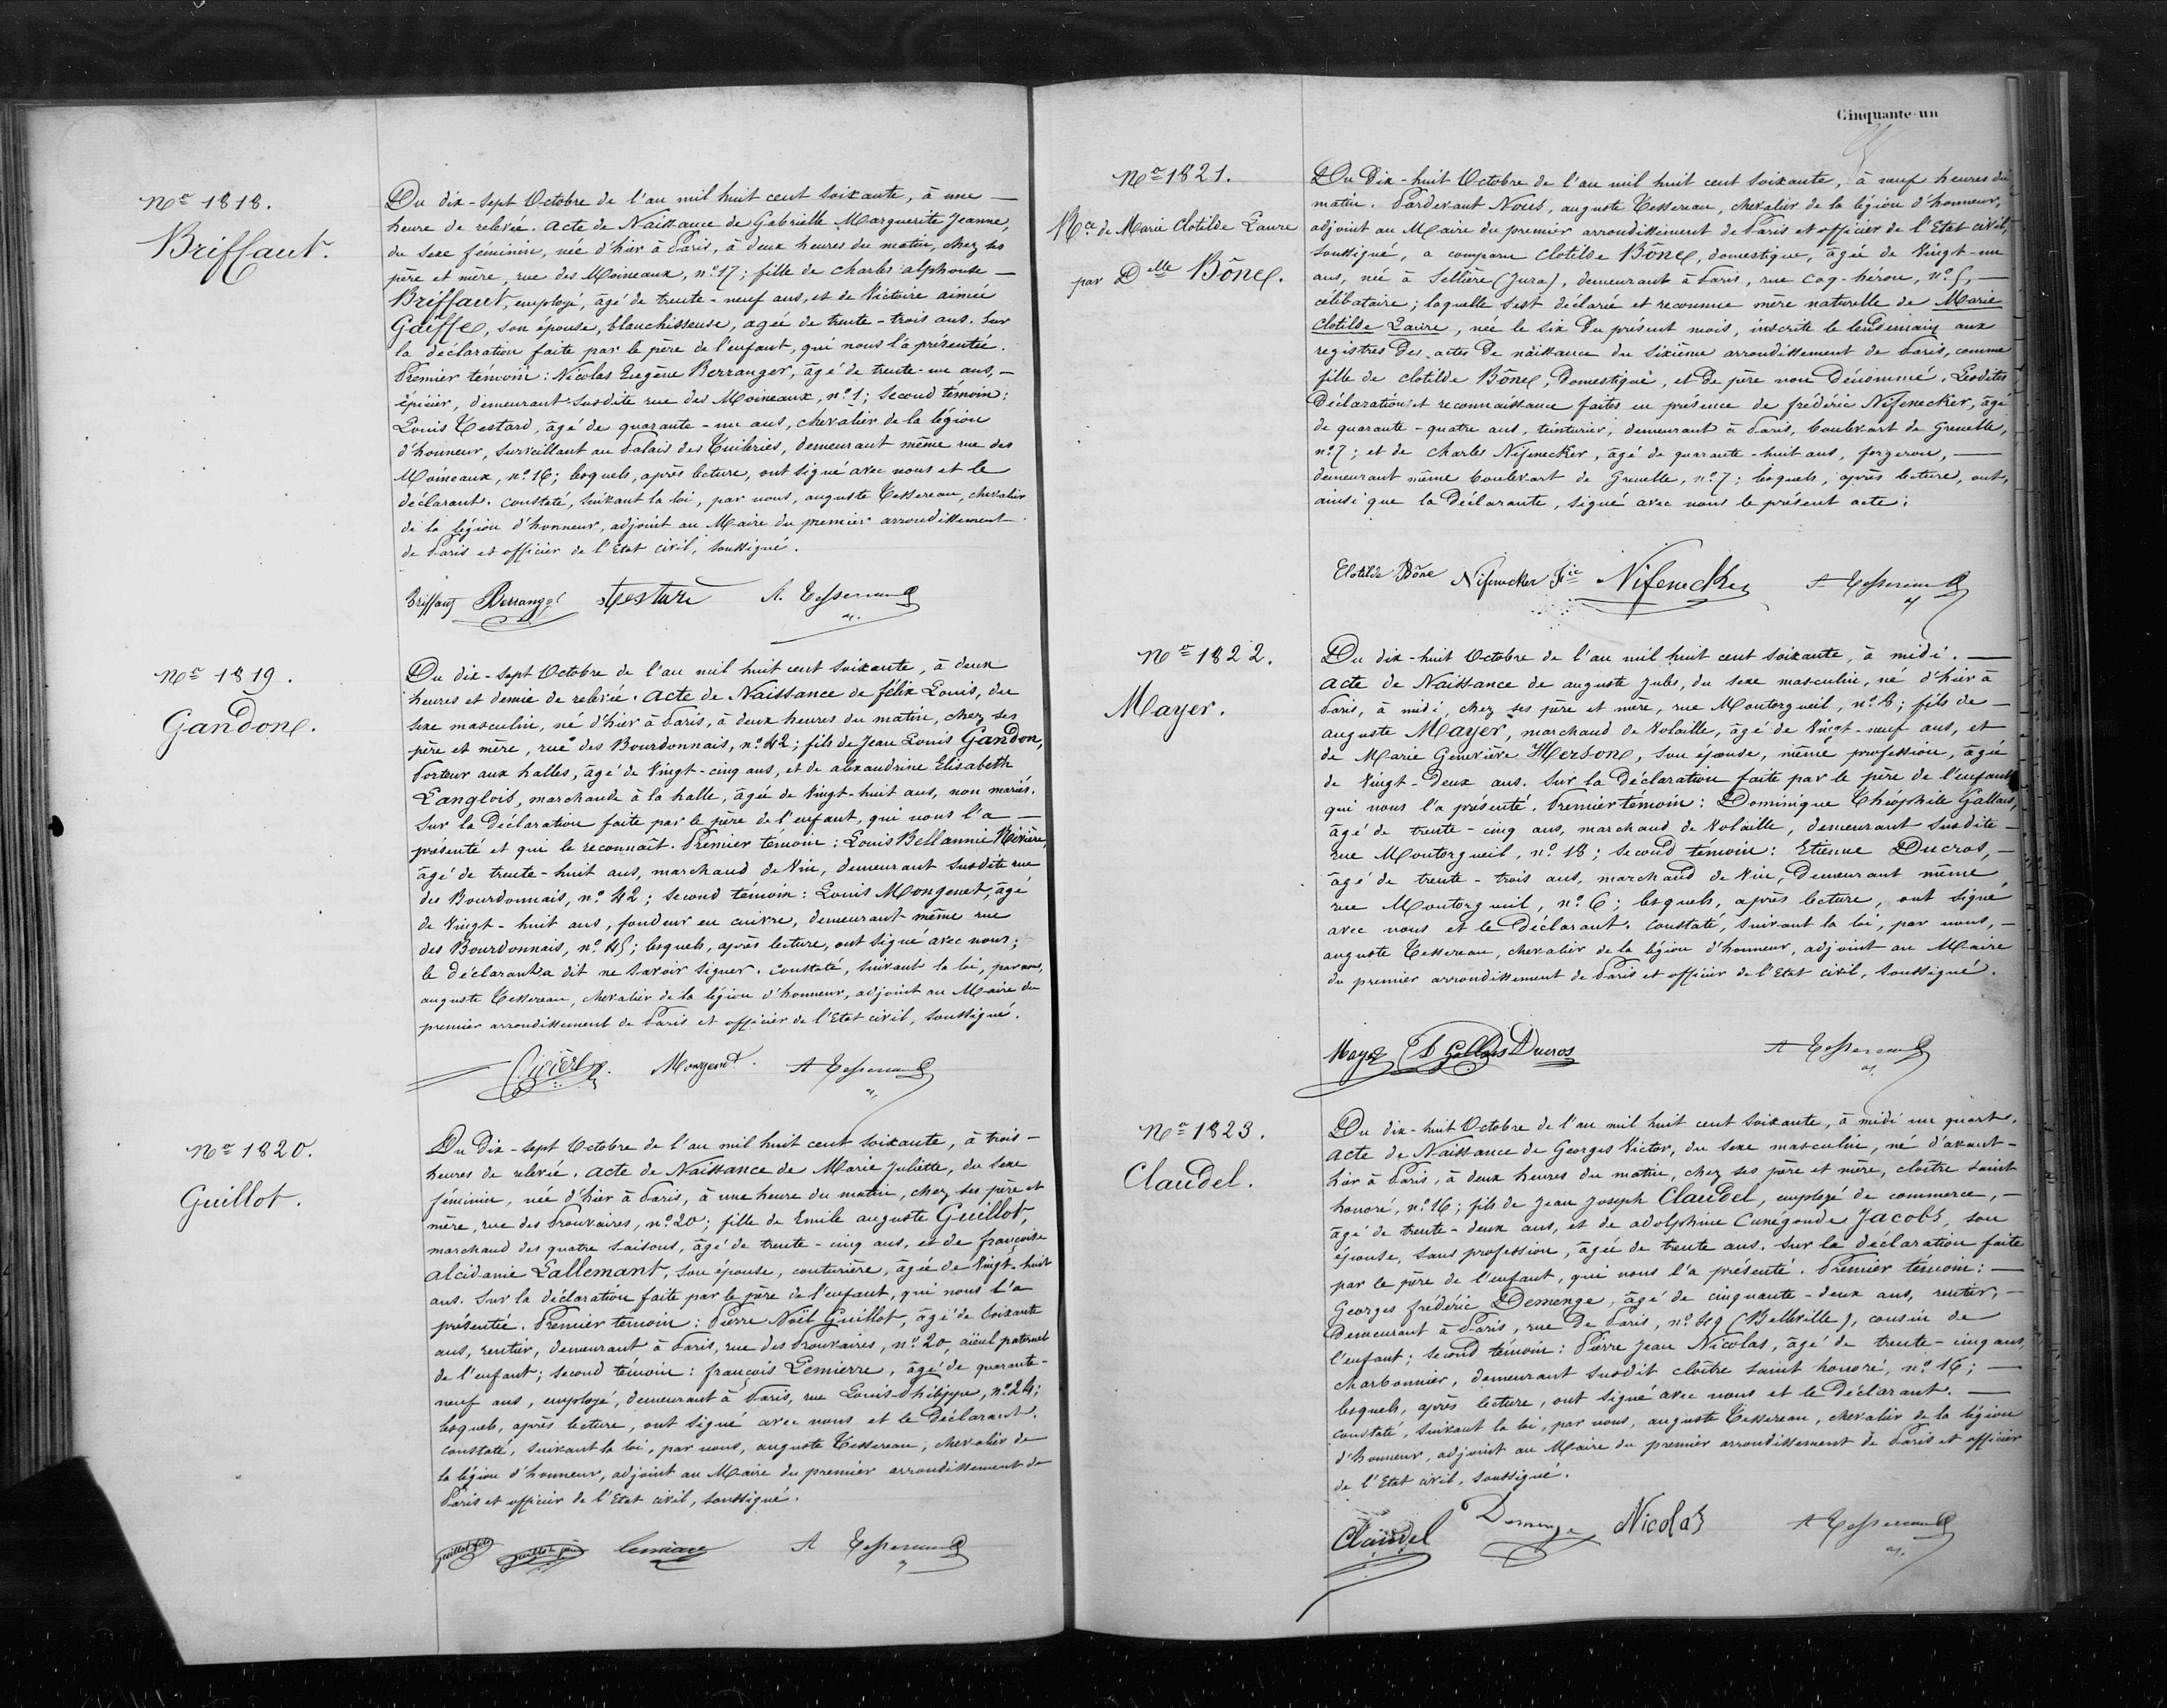 Nº 1818.
Briffaut.
Du dix-sept Octobre de l'an mil huit cent soixante, à une —
heure de relevée. Acte de Naissance de Gabrielle Marguerite Jeanne,
du sexe féminin, née d'hier à Paris, à deux heures du matin, chez ses
père et mère, rue des Moineaux, nº 17; fille de Charles alphonse —
Briffaut, employé, âgé de trente-neuf ans, et de Victoire aimée
Gaiffe, son épouse, blanchisseuse, agée de trente-trois ans. Sur
la déclaration faite par le père de l'enfant, qui nous l'a présentée.
Premier témoin: Nicolas Eugène Berranger, âgé de trente-un ans, —
épicier, demeurant susdite rue des Moineaux, nº 1; Second témoin:
Louis Testard, âgé de quarante-un ans, chevalier de la légion
d'honneur, surveillant au Palais des Tuileries, demeurant même rue des
Moineaux, nº 16; lesquels, après lecture, ont signé avec nous et le
déclarant. Constaté, suivant la loi, par nous, auguste Tessereau, chevalier
de la légion d'honneur, adjoint au Maire du premier arrondissement
de Paris et officier de l'Etat civil, soussigné.
Briffaut Berranger A. Tessereau
Nº 1819.
Gandon.
Du dix-sept Octobre de l'an mil huit cent soixante, à deux
heures et demie de relevée. Acte de Naissance de félix Louis, du
sexe masculin, né d'hier à Paris, à deux heures du matin, chez ses
père et mère, rue des Bourdonnais, nº 42; fils de Jean Louis Gandon,
Porteur aux halles, âgé de Vingt-cinq ans, et de alexandrine Elisabeth
Langlois, marchande à la halle, âgée de Vingt-huit ans, non mariés.
Sur la déclaration faite par le père de l'enfant, qui nous l'a —
présenté et qui le reconnaît. Premier témoin: Louis Bellannie
âgé de trente-huit ans, marchand de Vin, demeurant susdite rue
des Bourdonnais, nº 42; second témoin: Louis Mongenet, âgé
de Vingt-huit ans, fondeur en cuivre, demeurant même rue
des Bourdonnais, nº 45; lesquels, après lecture, ont signé avec nous;
le déclarant a dit ne savoir signer. Constaté, suivant la loi, par nous,
auguste Tessereau, chevalier de la légion d'honneur, adjoint au Maire du
premier arrondissement de Paris et officier de l'Etat civil, soussigné.
Mongenet. A Tessereau
Nº 1820.
Guillot.
Du Dix-sept Octobre de l'an mil huit cent soixante, à trois —
heures de relevée. Acte de Naissance de Marie Juliette, du sexe
féminin, née d'hier à Paris, à une heure du matin, chez ses père et
mère, rue des Prouvaires, nº 20; fille de Emile auguste Guillot,
marchand des quatre saisons, âgé de trente-cinq ans, et de françoise
alcidanie Lallemant, son épouse, couturière, âgée de Vingt-huit
ans. Sur la déclaration faite par le père de l'enfant, qui nous l'a
présentée. Premier témoin: Pierre Noël Guillot, âgé de soixante
ans, rentier, demeurant à Paris, rue des Prouvaires, nº 20, aïeul paternel
de l'enfant; second témoin: françois Lemierre, âgé de quarante-
neuf ans, employé, demeurant à Paris, rue Louis-Philippe, nº 24;
lesquels, après lecture, ont signé avec nous et le Déclarant.
Constaté, suivant la loi, par nous, auguste Tessereau, chevalier de
la légion d'honneur, adjoint au Maire du premier arrondissement de
Paris et officier de l'Etat civil, soussigné.
Guillot fils Guillot père Lemierre A Tessereau
Cinquante-un
Nº 1821.
Rce de Marie Clotilde Laure
par Delle Bône.
Du Dix-huit Octobre de l'an mil huit cent soixante, à neuf heures du
matin. Pardevant Nous, auguste Tessereau, chevalier de la légion d'honneur,
adjoint au Maire du premier arrondissement de Paris et officier de l'Etat civil,
soussigné, a comparu Clotilde Bône, domestique, âgée de Vingt-un
ans, née à Sellière (Jura), demeurant à Paris, rue Coq-héron, nº 5, —
célibataire; laquelle s'est déclarée et reconnue mère naturelle de Marie
Clotilde Laure, née le six du présent mois, inscrite le lendemain aux
registres des actes de naissance du sixième arrondissement de Paris, comme
fille de Clotilde Bône, Domestique, et de père non Dénommé. Lesdites
Déclaration et reconnaissance faites en présence de frédéric Nifenecker, âgé
de quarante-quatre ans, teinturier, demeurant à Paris, boulevart de Grenelle,
nº 7; et de Charles Nifenecker, âgé de quarante-huit ans, forgeron, —
demeurant même boulevart de Grenelle, nº 7; lesquels, après lecture, ont,
ainsi que la Déclarante, signé avec nous le présent acte.
Clotilde Bône Nifenecker Fic Nifenecker A Tessereau
Nº 1822.
Mayer.
Du dix-huit Octobre de l'an mil huit cent soixante, à midi. —
Acte de Naissance de auguste Jules, du sexe masculin, né d'hier à
Paris, à midi, chez ses père et mère, rue Montorgueil, nº 8; fils de —
auguste Mayer, marchand de Volaille, âgé de Vingt-neuf ans, et
de Marie Geneviève Herson, son épouse, même profession, âgée
de Vingt-deux ans. Sur la Déclaration faite par le père de l'enfant
qui nous l'a présenté. Premier témoin: Dominique Théophile Gallois,
âgé de trente-cinq ans, marchand de Volaille, demeurant susdite —
rue Montorgueil, nº 18; second témoin: Etienne Ducros, —
âgé de trente-trois ans, marchand de Vin, Demeurant même
rue Montorgueil, nº 6; lesquels, après lecture, ont signé
avec nous et le Déclarant. Constaté, suivant la loi, par nous, —
auguste Tessereau, chevalier de la légion d'honneur, adjoint au Maire
du premier arrondissement de Paris et officier de l'Etat civil, soussigné.
Mayer Gallois Ducros A Tessereau
Nº 1823.
Claudel.
Du dix-huit Octobre de l'an mil huit cent soixante, à midi un quart.
Acte de Naissance de Georges Victor, du sexe masculin, né d'avant-
hier à Paris, à deux heures du matin, chez ses père et mère, cloître saint
honoré, nº 16; fils de Jean Joseph Claudel, employé de commerce, —
âgé de trente-deux ans, et de adolphine Cunégonde Jacobs, son
épouse, sans profession, âgée de trente ans. Sur la déclaration faite
par le père de l'enfant, qui nous l'a présenté. Premier témoin: —
Georges frédéric Demenge, âgé de cinquante-deux ans, rentier, —
Demeurant à Paris, rue de Paris, nº 49 (Belleville), cousin de
l'enfant; second témoin: Pierre Jean Nicolas, âgé de trente-cinq ans,
charbonnier, demeurant susdit cloître saint honoré, nº 16; —
lesquels, après lecture, ont signé avec nous et le Déclarant. —
Constaté, suivant la loi, par nous, auguste Tessereau, chevalier de la légion
d'honneur, adjoint au Maire du premier arrondissement de Paris et officier
de l'Etat civil, soussigné.
Claudel Demenge Nicolas A Tessereau